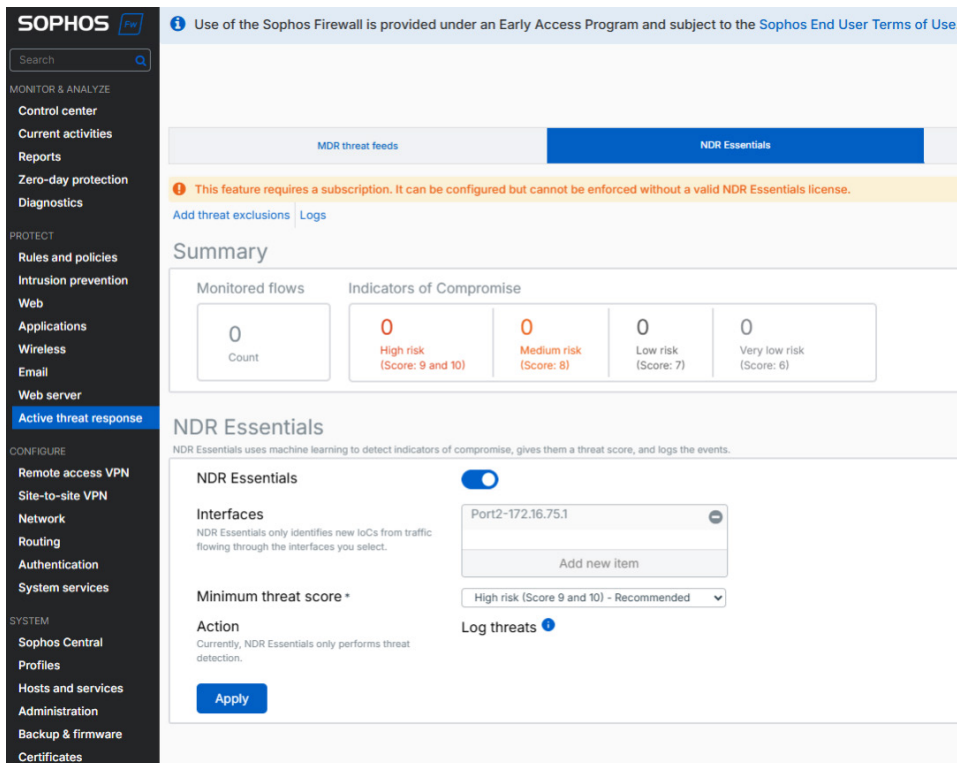 SOPHOS Fw
Use of the Sophos Firewall is provided under an Early Access Program and subject to the Sophos End User Terms of Use
Search
MONITOR & ANALYZE
Control center
Current activities
Reports
Zero-day protection
Diagnostics
PROTECT
Rules and policies
Intrusion prevention
Web
Applications
Wireless
Email
Web server
Active threat response
CONFIGURE
Remote access VPN
Site-to-site VPN
Network
Routing
Authentication
System services
SYSTEM
Sophos Central
Profiles
Hosts and services
Administration
Backup & firmware
Certificates
MDR threat feeds
NDR Essentials
This feature requires a subscription. It can be configured but cannot be enforced without a valid NDR Essentials license.
Add threat exclusions Logs
Summary
Monitored flows
0
Count
Indicators of Compromise
0
High risk
(Score: 9 and 10)
0
Medium risk
(Score: 8)
0
Low risk
(Score: 7)
0
Very low risk
(Score: 6)
NDR Essentials
NDR Essentials uses machine learning to detect indicators of compromise, gives them a threat score, and logs the events.
NDR Essentials
Interfaces
NDR Essentials only identifies new IoCs from traffic
flowing through the interfaces you select.
Port2-172.16.75.1
Add new item
Minimum threat score *
High risk (Score 9 and 10) - Recommended
Action
Currently, NDR Essentials only performs threat
detection.
Log threats
Apply